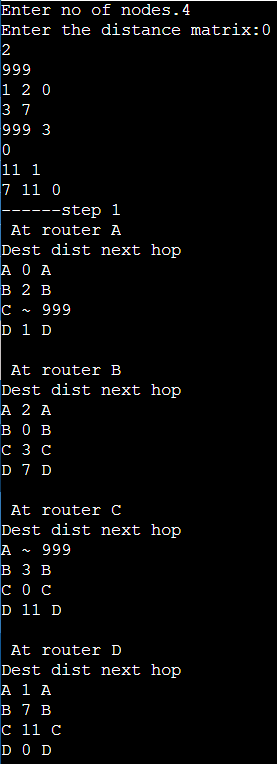 Enter no of nodes.4
Enter the distance matrix:0
2
999
1 2 0
3 7
999 3
0
11 1
7 11 0
------step 1
At router A
Dest dist next hop
A 0 A
B 2 B
C ~ 999
D 1 D
At router B
Dest dist next hop
A 2 A
B 0 B
C 3 C
D 7 D
At router C
Dest dist next hop
A ~ 999
B 3 B
C 0 C
D 11 D
At router D
Dest dist next hop
A 1 A
B 7 B
C 11 C
D 0 D